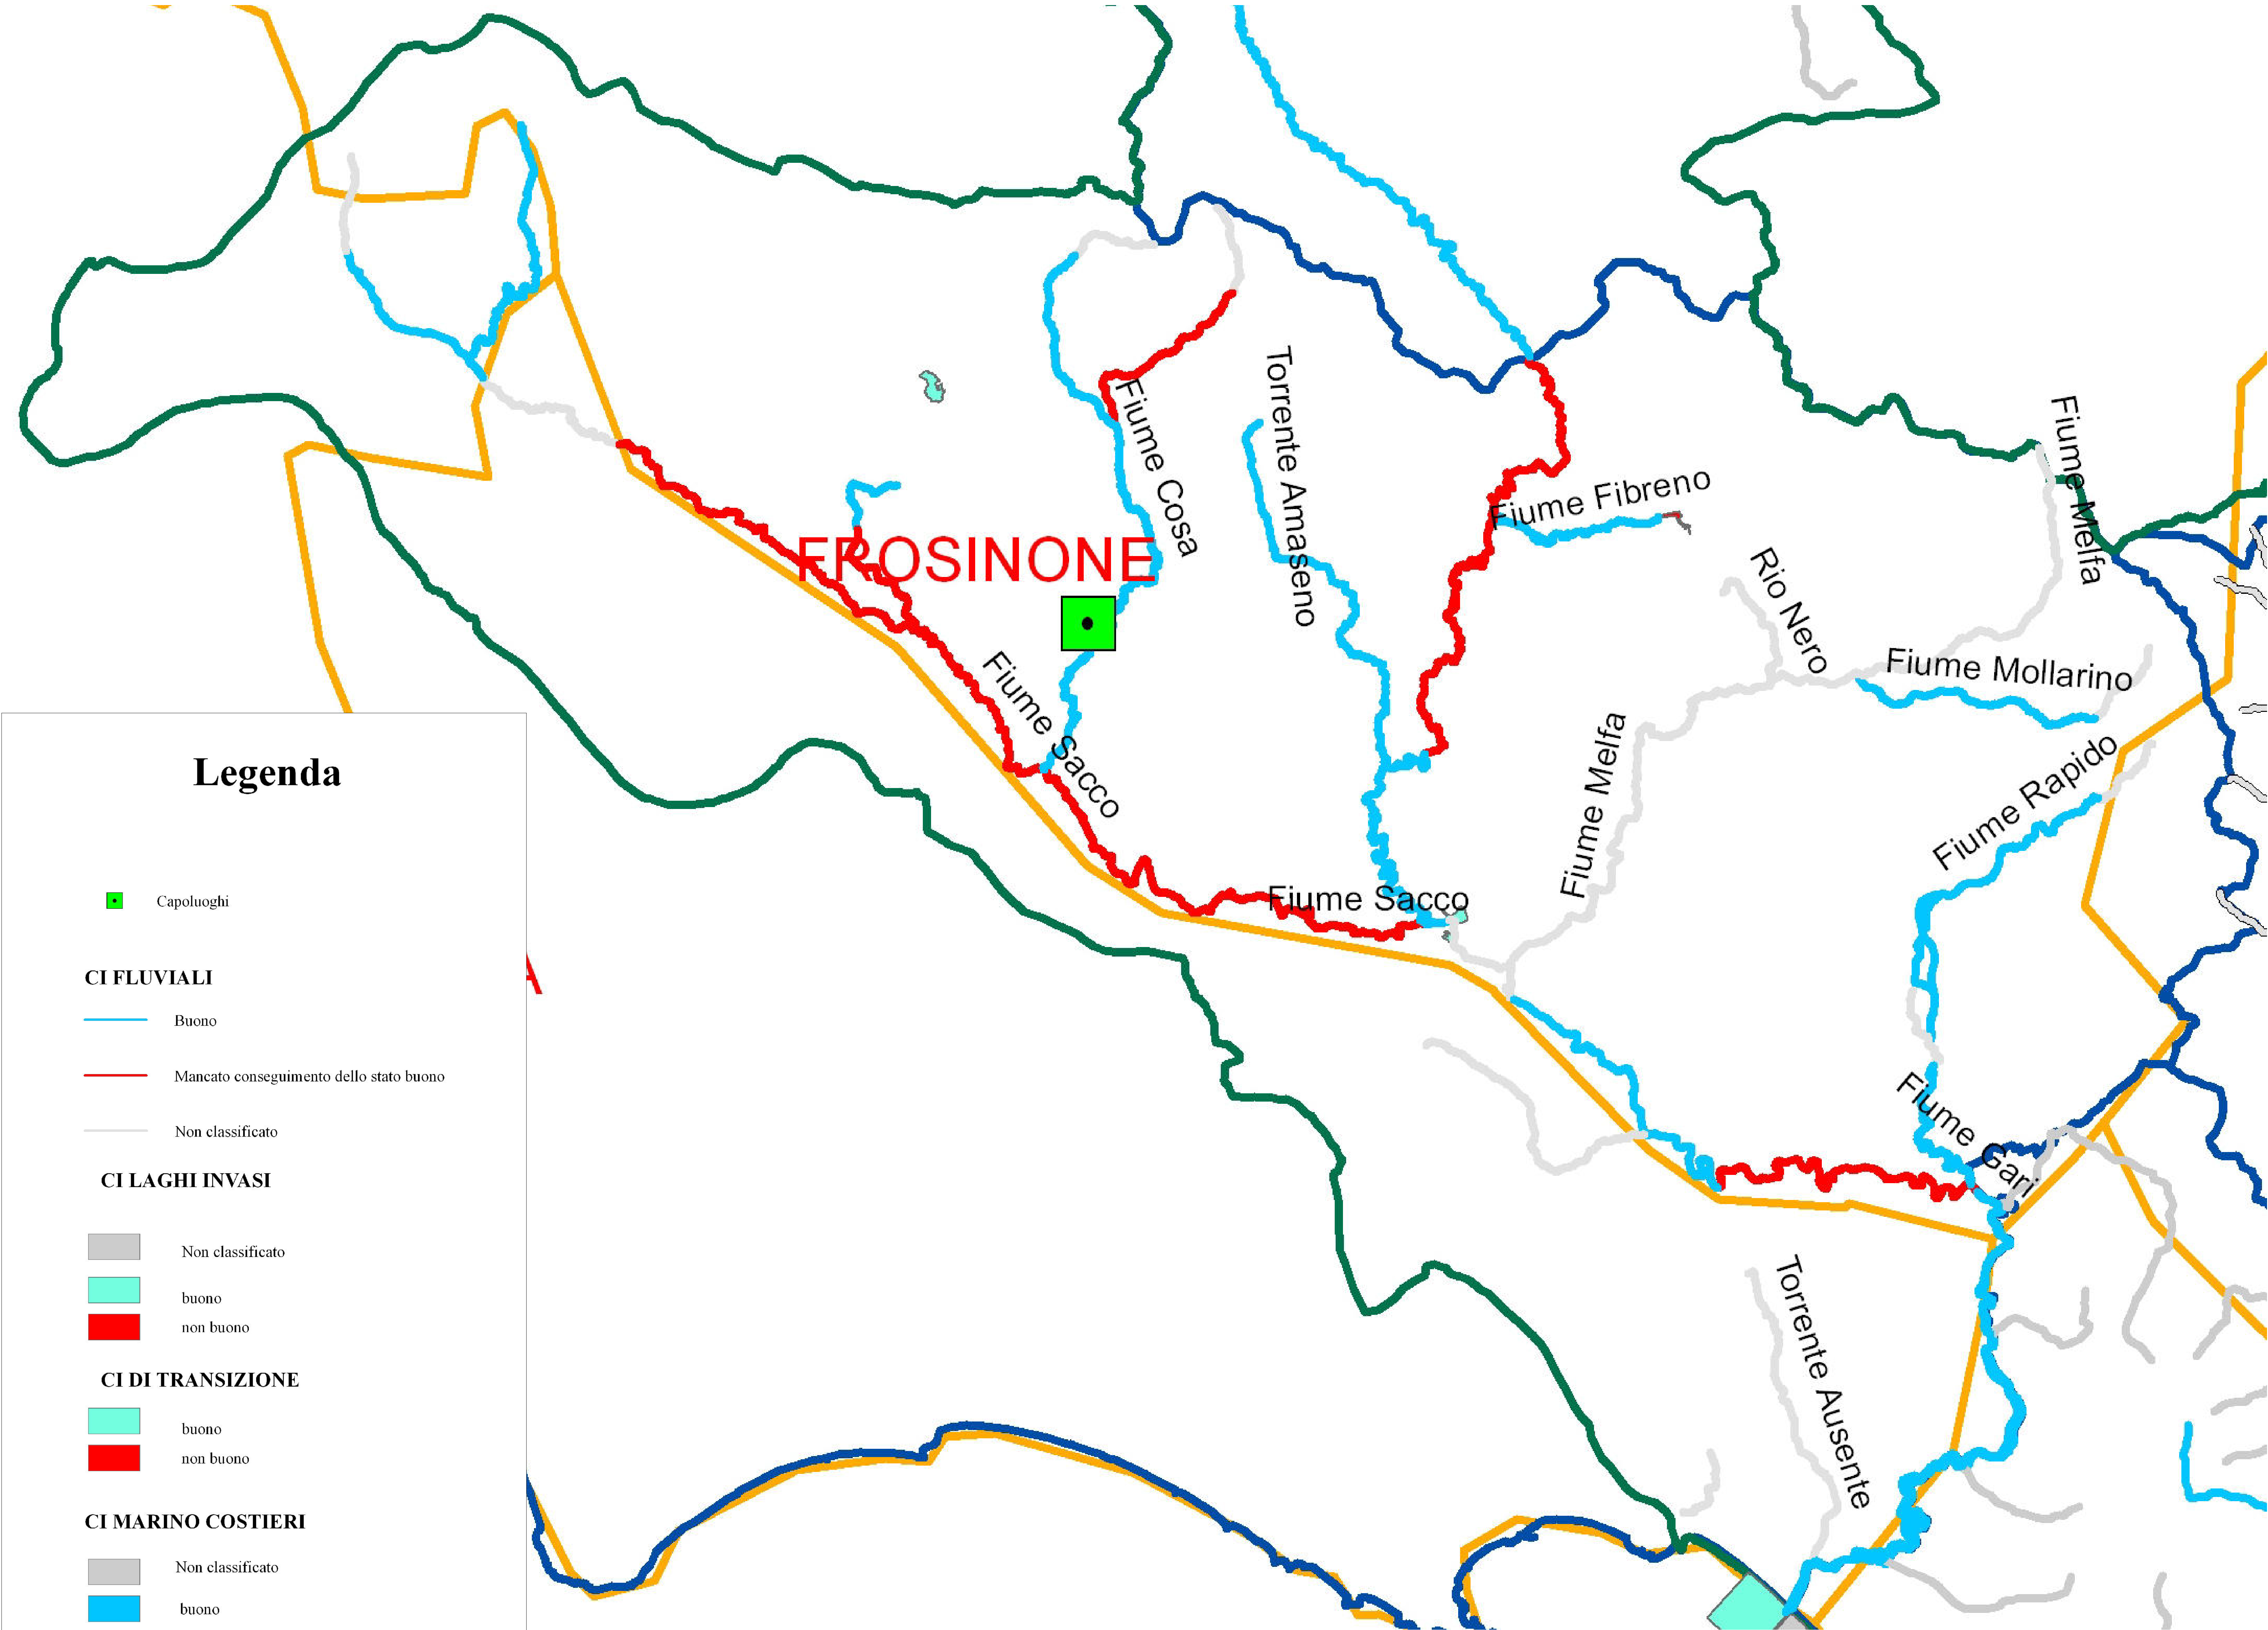 Fiume Cosa
Torrente Amaseno
Fiume Melfa
Fiume Fibreno
FROSINONE
Rio Nero
Fiume Mollarino
Fiume Sacco
Fiume Melfa
Fiume Rapido
Fiume Sacco
Fiume Gari
Torrente Ausente
A
Legenda
Capoluoghi
CI FLUVIALI
Buono
Mancato conseguimento dello stato buono
Non classificato
CI LAGHI INVASI
Non classificato
buono
non buono
CI DI TRANSIZIONE
buono
non buono
CI MARINO COSTIERI
Non classificato
buono